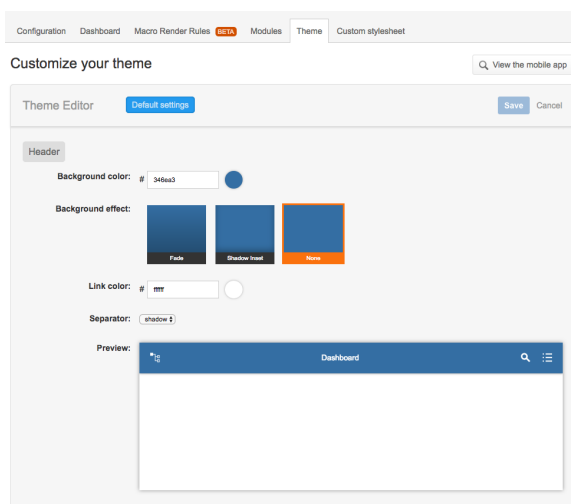 Configuration Dashboard Macro Render Rules BETA Modules Theme Custom stylesheet
Customize your theme
View the mobile app
Theme Editor Default settings Save Cancel
Header
Background color: # 346ea3
Background effect:
Fade Shadow Inset None
Link color: # ffffff
Separator: shadow
Preview:
Dashboard